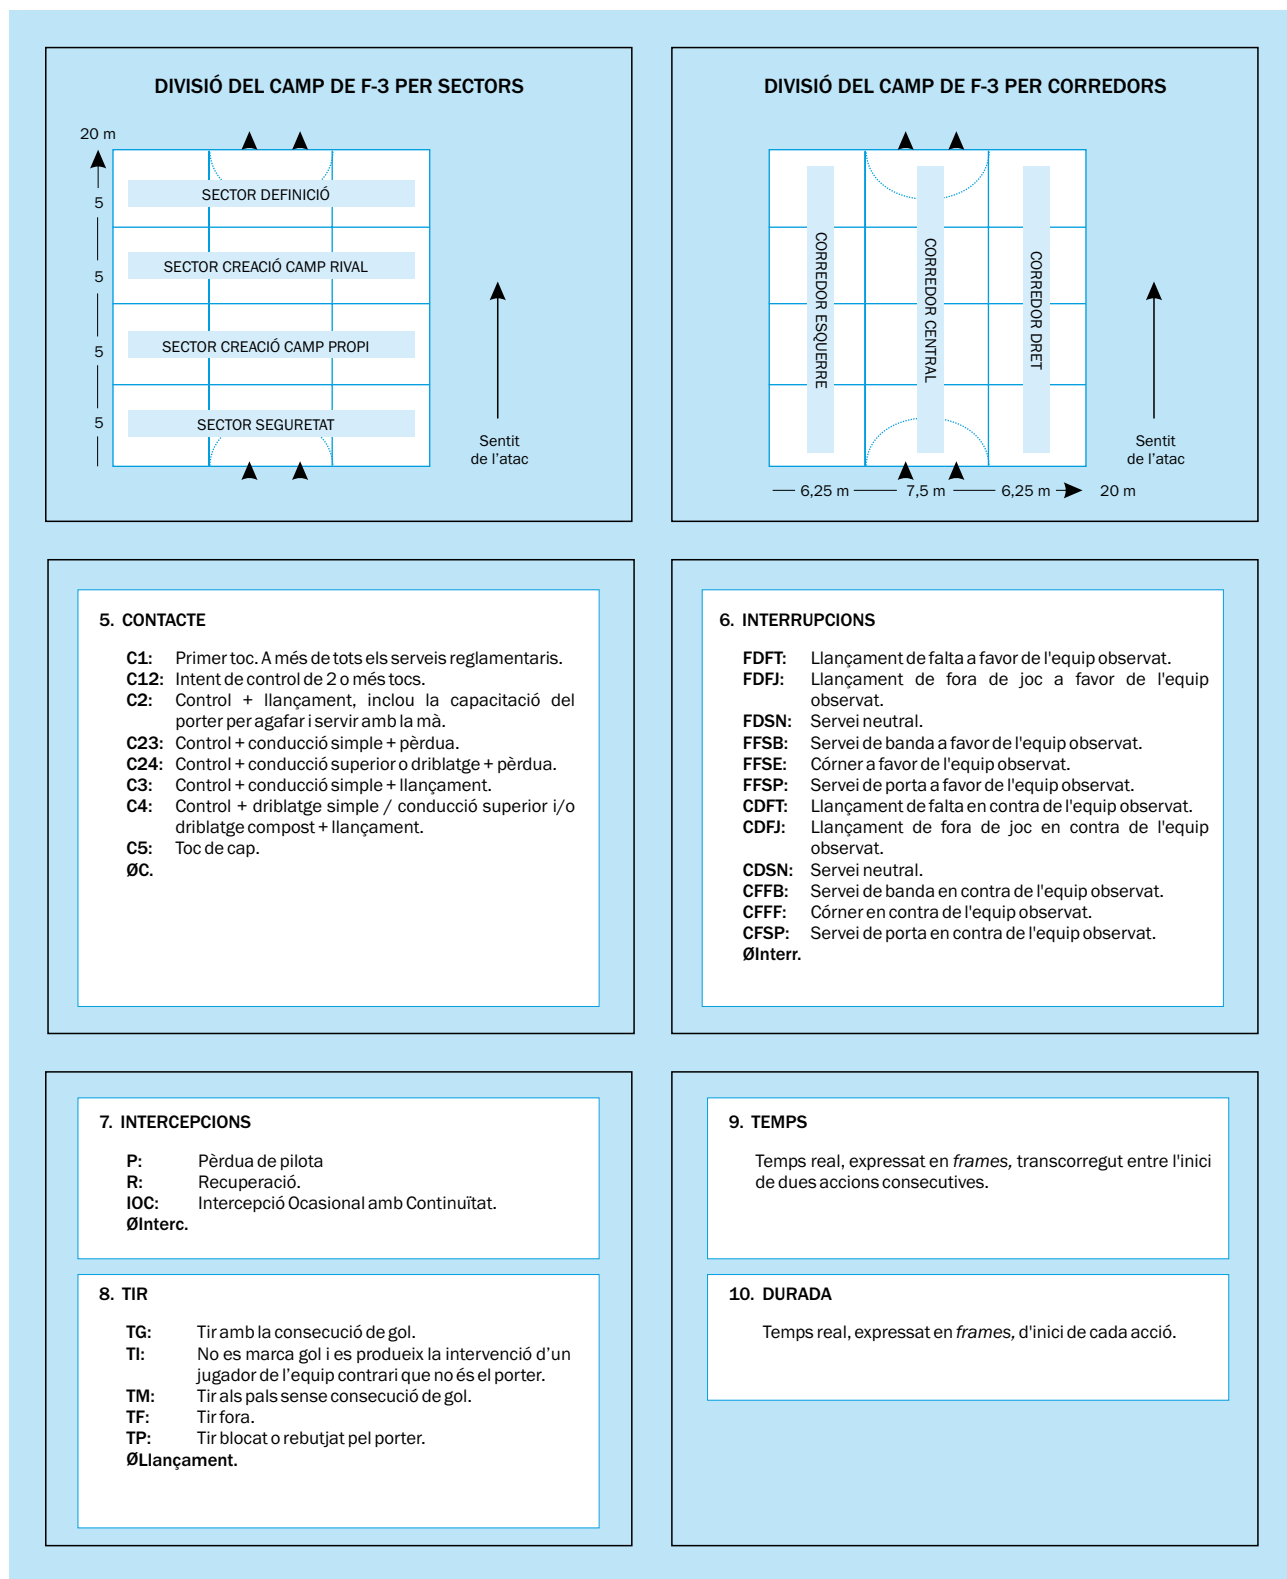 DIVISIÓ DEL CAMP DE F-3 PER SECTORS
20 m
5
5
5
5
SECTOR DEFINICIÓ
SECTOR CREACIÓ CAMP RIVAL
SECTOR CREACIÓ CAMP PROPI
SECTOR SEGURETAT
Sentit
de l'atac
DIVISIÓ DEL CAMP DE F-3 PER CORREDORS
CORREDOR ESQUERRE
CORREDOR CENTRAL
CORREDOR DRET
Sentit
de l'atac
6,25 m 7,5 m 6,25 m 20 m
5. CONTACTE
C1: Primer toc. A més de tots els serveis reglamentaris.
C12: Intent de control de 2 o més tocs.
C2: Control + llançament, inclou la capacitació del
porter per agafar i servir amb la mà.
C23: Control + conducció simple + pèrdua.
C24: Control + conducció superior o driblatge + pèrdua.
C3: Control + conducció simple + llançament.
C4: Control + driblatge simple / conducció superior i/o
driblatge compost + llançament.
C5: Toc de cap.
ØC.
6. INTERRUPCIONS
FDFT: Llançament de falta a favor de l'equip observat.
FDFJ: Llançament de fora de joc a favor de l'equip
observat.
FDSN: Servei neutral.
FFSB: Servei de banda a favor de l'equip observat.
FFSE: Córner a favor de l'equip observat.
FFSP: Servei de porta a favor de l'equip observat.
CDFT: Llançament de falta en contra de l'equip observat.
CDFJ: Llançament de fora de joc en contra de l'equip
observat.
CDSN: Servei neutral.
CFFB: Servei de banda en contra de l'equip observat.
CFFF: Córner en contra de l'equip observat.
CFSP: Servei de porta en contra de l'equip observat.
ØInterr.
7. INTERCEPCIONS
P: Pèrdua de pilota
R: Recuperació.
IOC: Intercepció Ocasional amb Continuïtat.
ØInterc.
8. TIR
TG: Tir amb la consecució de gol.
TI: No es marca gol i es produeix la intervenció d'un
jugador de l'equip contrari que no és el porter.
TM: Tir als pals sense consecució de gol.
TF: Tir fora.
TP: Tir blocat o rebutjat pel porter.
ØLlançament.
9. TEMPS
Temps real, expressat en frames, transcorregut entre l'inici
de dues accions consecutives.
10. DURADA
Temps real, expressat en frames, d'inici de cada acció.